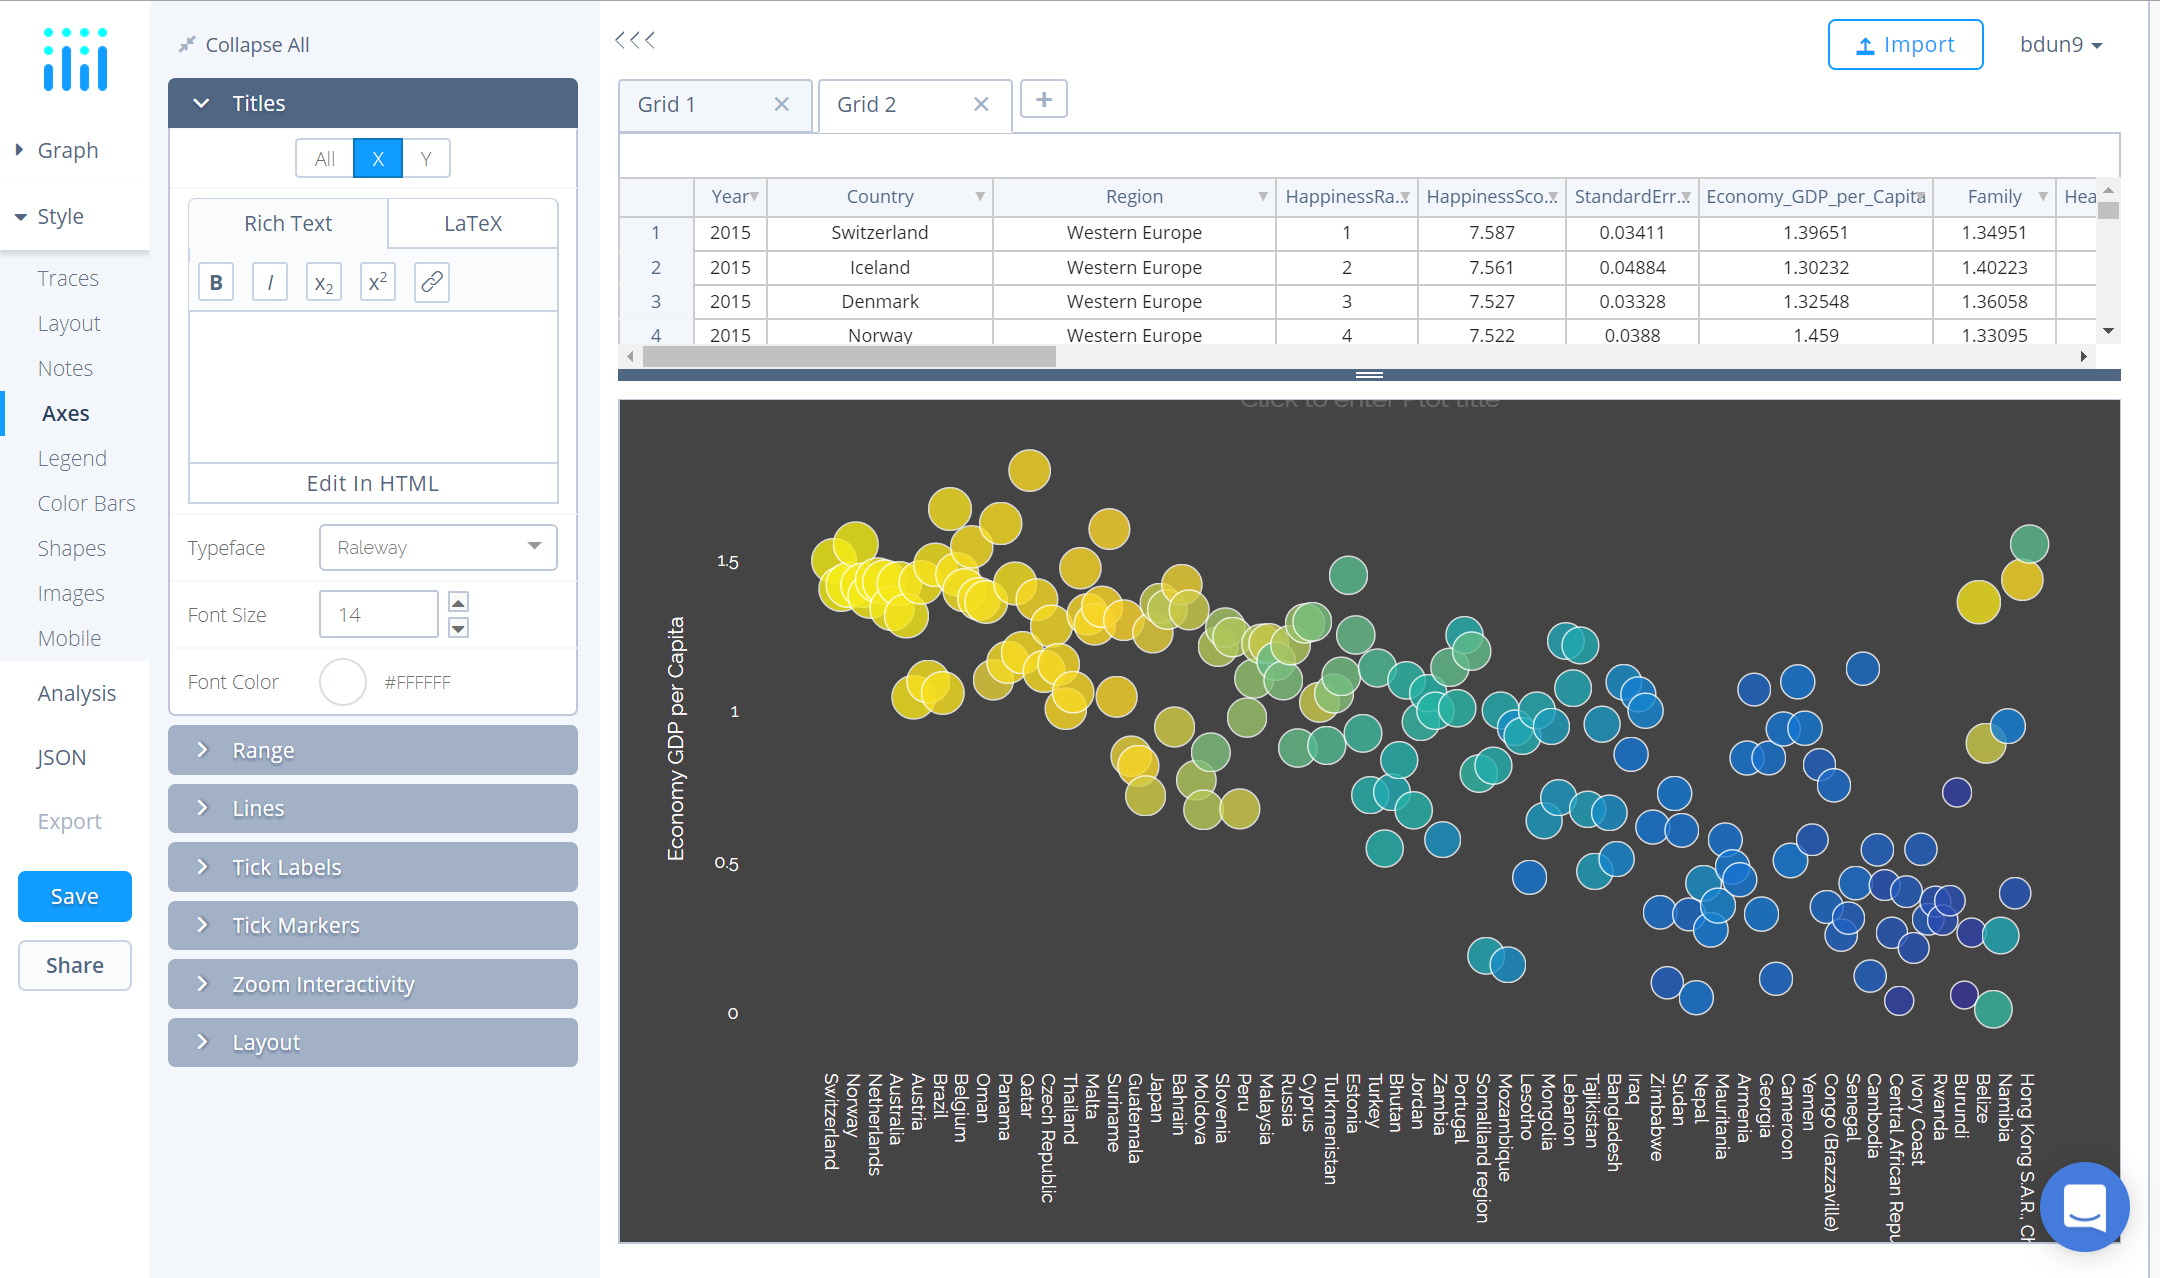 Collapse All
Import
bdun9
Graph
Style
Traces
Layout
Notes
Axes
Legend
Color Bars
Shapes
Images
Mobile
Analysis
JSON
Export
Save
Share
Titles
All X Y
Rich Text LaTeX
B I x₂ x²
Edit In HTML
Typeface Raleway
Font Size 14
Font Color #FFFFFF
Range
Lines
Tick Labels
Tick Markers
Zoom Interactivity
Layout
Grid 1 Grid 2 +
Year Country Region HappinessRa... HappinessSco... StandardErr... Economy_GDP_per_Capita Family Hea
1 2015 Switzerland Western Europe 1 7.587 0.03411 1.39651 1.34951
2 2015 Iceland Western Europe 2 7.561 0.04884 1.30232 1.40223
3 2015 Denmark Western Europe 3 7.527 0.03328 1.32548 1.36058
4 2015 Norway Western Europe 4 7.522 0.0388 1.459 1.33095
Click to enter Plot title
Economy GDP per Capita
1.5
1
0.5
0
Switzerland
Norway
Netherlands
Australia
Austria
Brazil
Belgium
Oman
Panama
Qatar
Czech Republic
Thailand
Malta
Suriname
Guatemala
Japan
Bahrain
Moldova
Slovenia
Peru
Malaysia
Russia
Cyprus
Turkmenistan
Estonia
Turkey
Bhutan
Jordan
Zambia
Portugal
Somaliland region
Mozambique
Lesotho
Mongolia
Lebanon
Tajikistan
Bangladesh
Iraq
Zimbabwe
Sudan
Nepal
Mauritania
Armenia
Georgia
Cameroon
Yemen
Congo (Brazzaville)
Senegal
Cambodia
Central African Repu
Ivory Coast
Rwanda
Burundi
Belize
Namibia
Hong Kong S.A.R., Ch